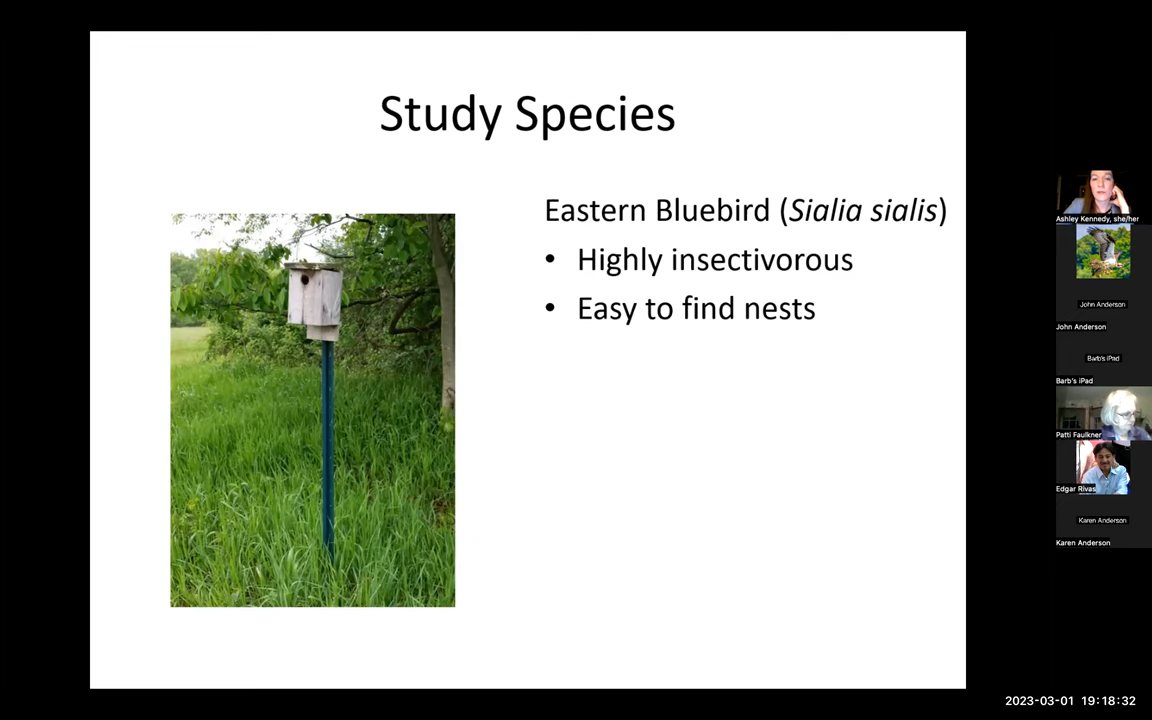 Study Species
Eastern Bluebird (Sialia sialis)
• Highly insectivorous
• Easy to find nests
Ashley Kennedy, she/her
John Anderson
John Anderson
Barb's iPad
Barb's iPad
Patti Faulkner
Edgar Rivas
Karen Anderson
Karen Anderson
2023-03-01 19:18:32